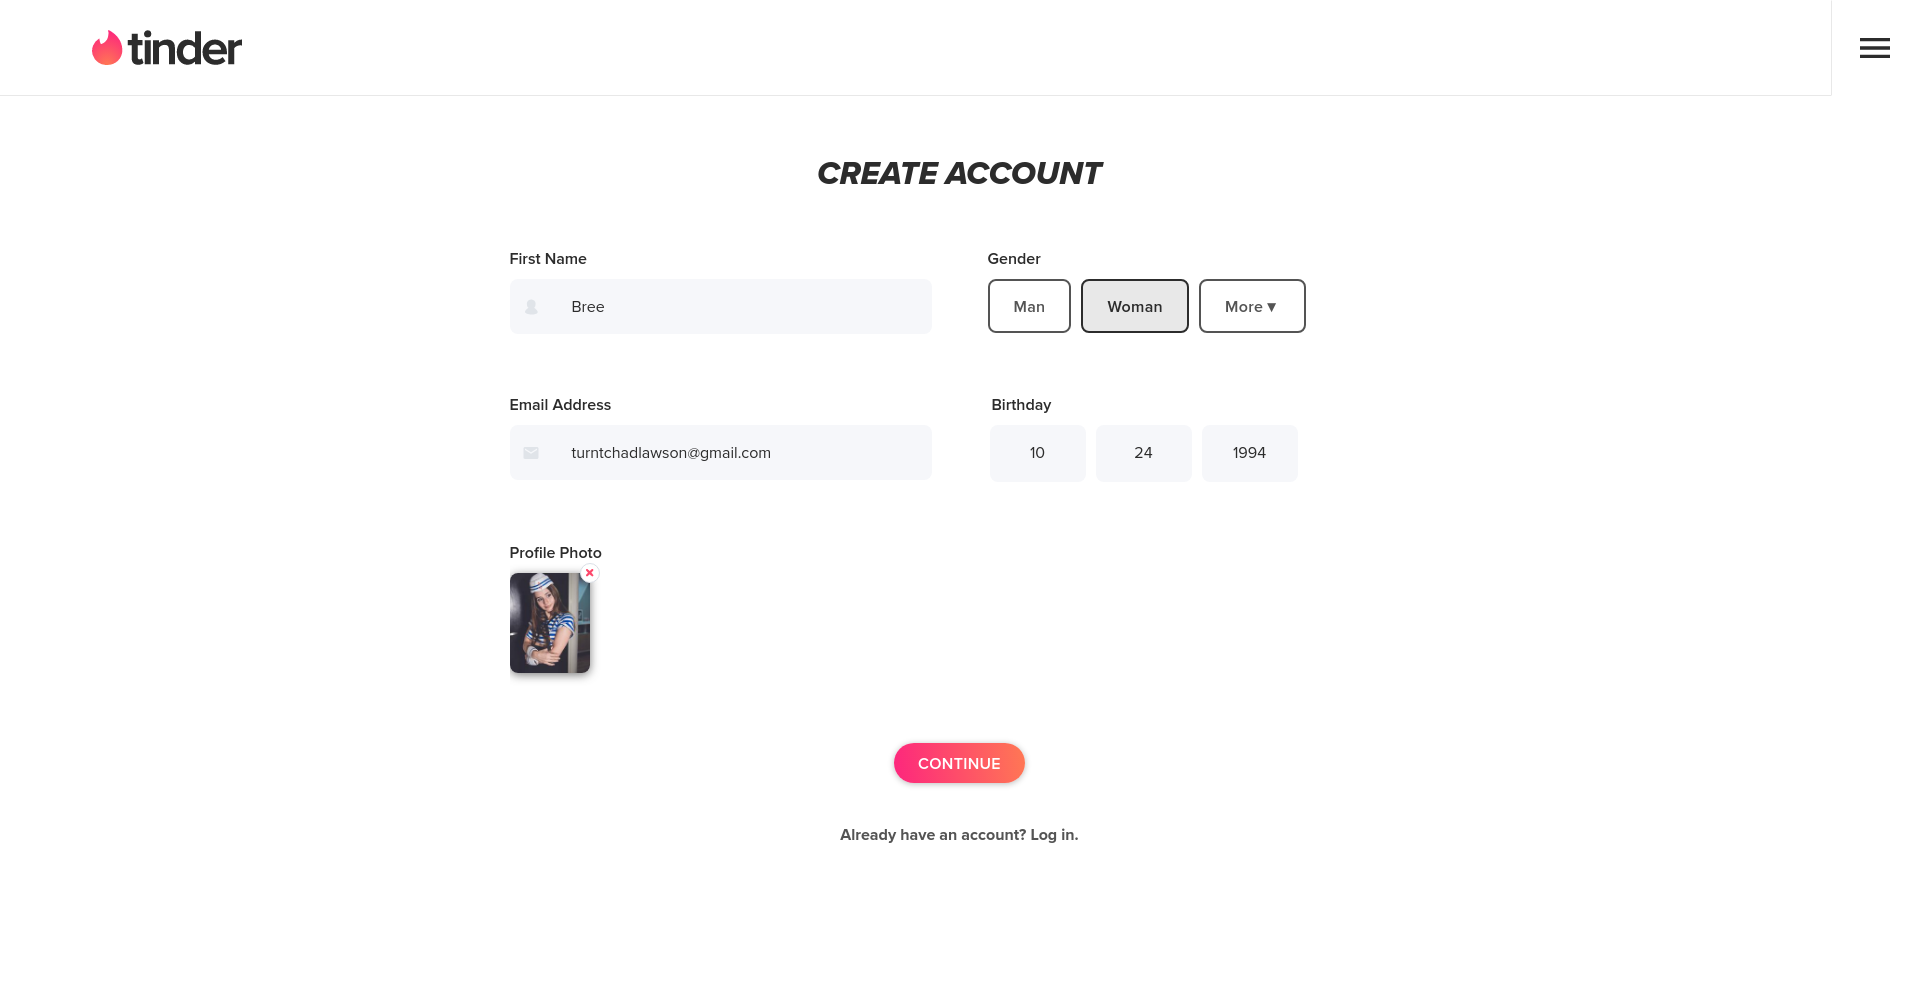 tinder
CREATE ACCOUNT
First Name
Bree
Gender
Man
Woman
More ▼
Email Address
turntchadlawson@gmail.com
Birthday
10
24
1994
Profile Photo
CONTINUE
Already have an account? Log in.